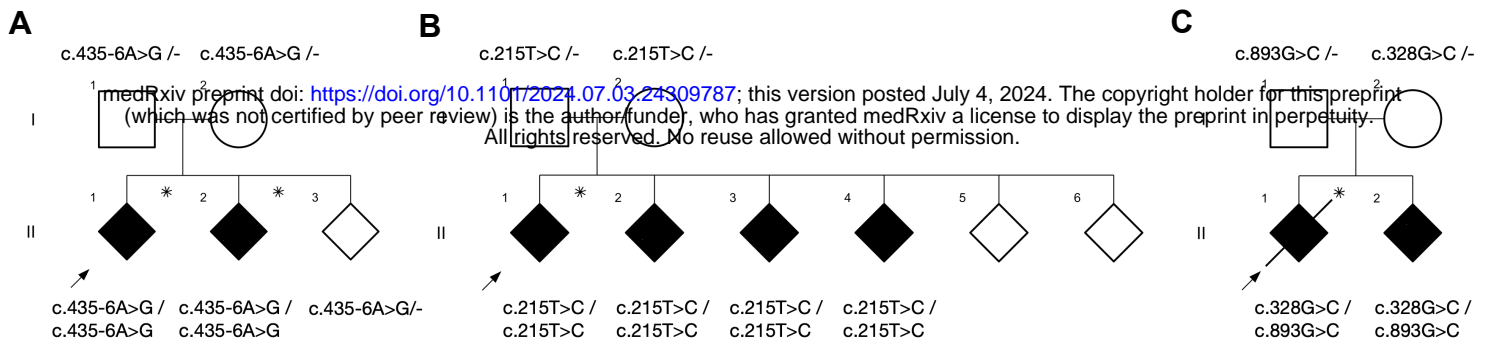 A
B
C
c.435-6A>G /- c.435-6A>G /-
c.215T>C /- c.215T>C /-
c.893G>C /- c.328G>C /-
1 2
1 2
1 2
medRxiv preprint doi: https://doi.org/10.1101/2024.07.03.24309787; this version posted July 4, 2024. The copyright holder for this preprint
(which was not certified by peer review) is the author/funder, who has granted medRxiv a license to display the preprint in perpetuity.
All rights reserved. No reuse allowed without permission.
I
I
I
1 * 2 * 3
1 * 2 3 4 5 6
1 * 2
II
II
II
c.435-6A>G / c.435-6A>G / c.435-6A>G/-
c.435-6A>G c.435-6A>G
c.215T>C / c.215T>C / c.215T>C / c.215T>C /
c.215T>C c.215T>C c.215T>C c.215T>C
c.328G>C / c.328G>C /
c.893G>C c.893G>C